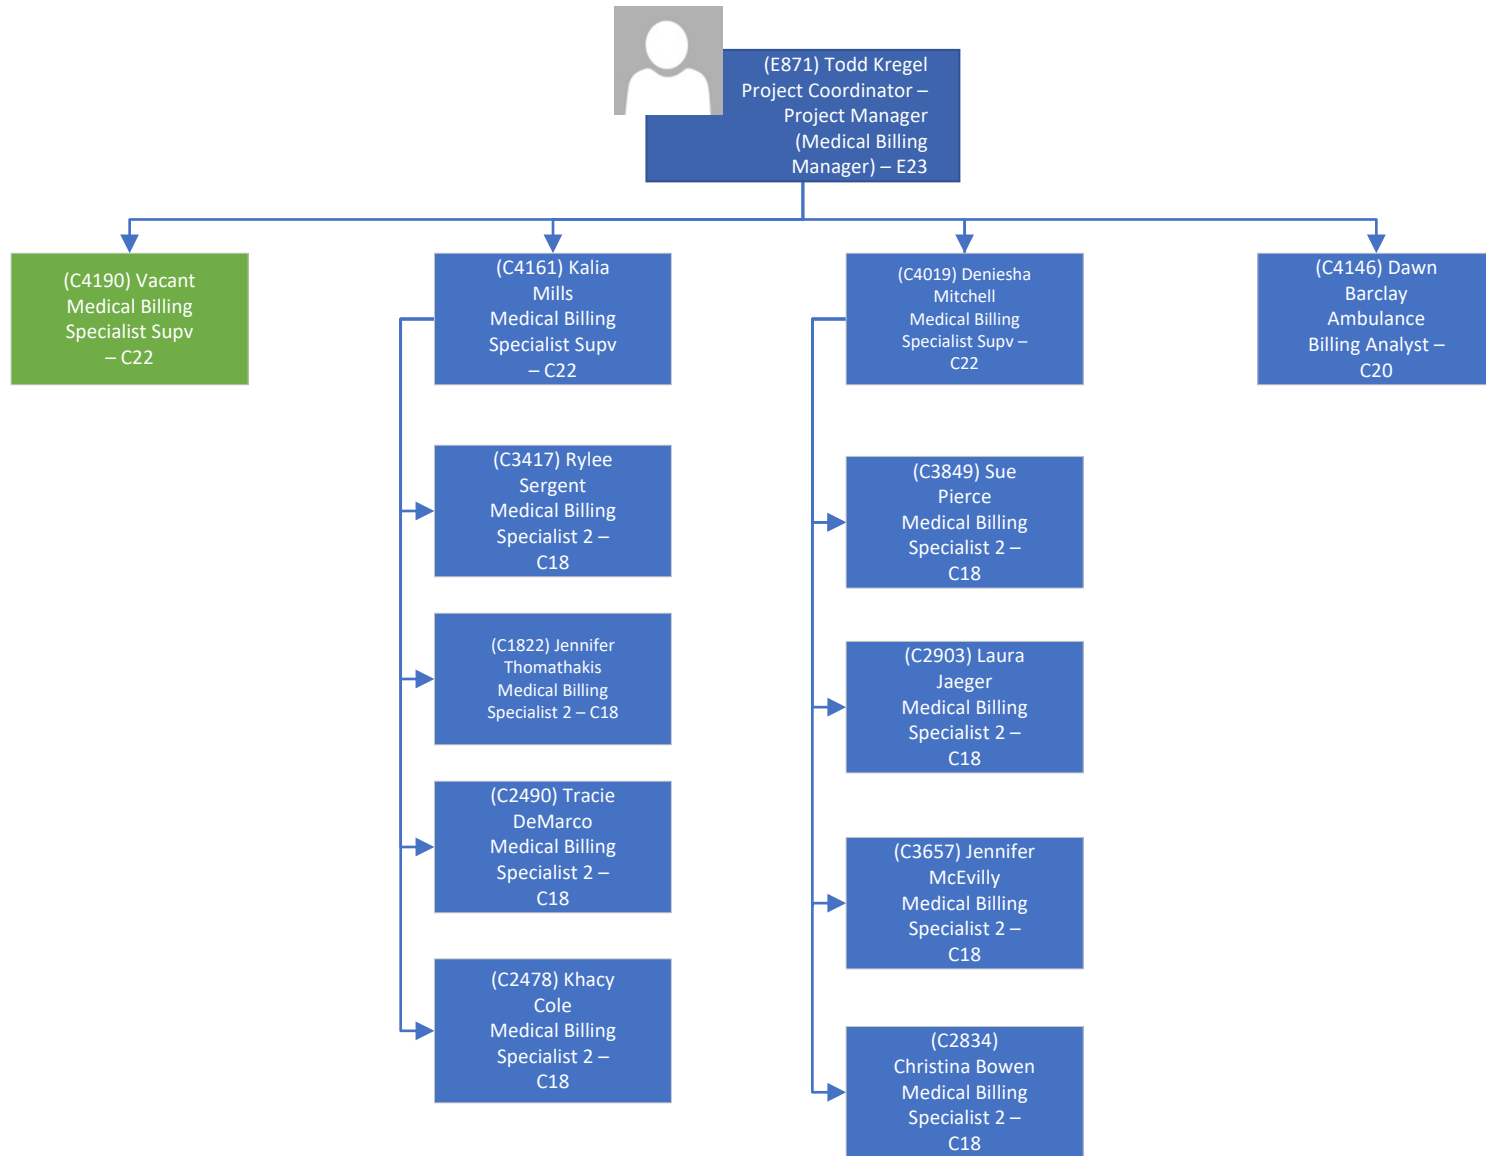 (E871) Todd Kregel
Project Coordinator –
Project Manager
(Medical Billing
Manager) – E23
(C4190) Vacant
Medical Billing
Specialist Supv
– C22
(C4161) Kalia
Mills
Medical Billing
Specialist Supv
– C22
(C4019) Deniesha
Mitchell
Medical Billing
Specialist Supv –
C22
(C4146) Dawn
Barclay
Ambulance
Billing Analyst –
C20
(C3417) Rylee
Sergent
Medical Billing
Specialist 2 –
C18
(C1822) Jennifer
Thomathakis
Medical Billing
Specialist 2 – C18
(C2490) Tracie
DeMarco
Medical Billing
Specialist 2 –
C18
(C2478) Khacy
Cole
Medical Billing
Specialist 2 –
C18
(C3849) Sue
Pierce
Medical Billing
Specialist 2 –
C18
(C2903) Laura
Jaeger
Medical Billing
Specialist 2 –
C18
(C3657) Jennifer
McEvilly
Medical Billing
Specialist 2 –
C18
(C2834)
Christina Bowen
Medical Billing
Specialist 2 –
C18